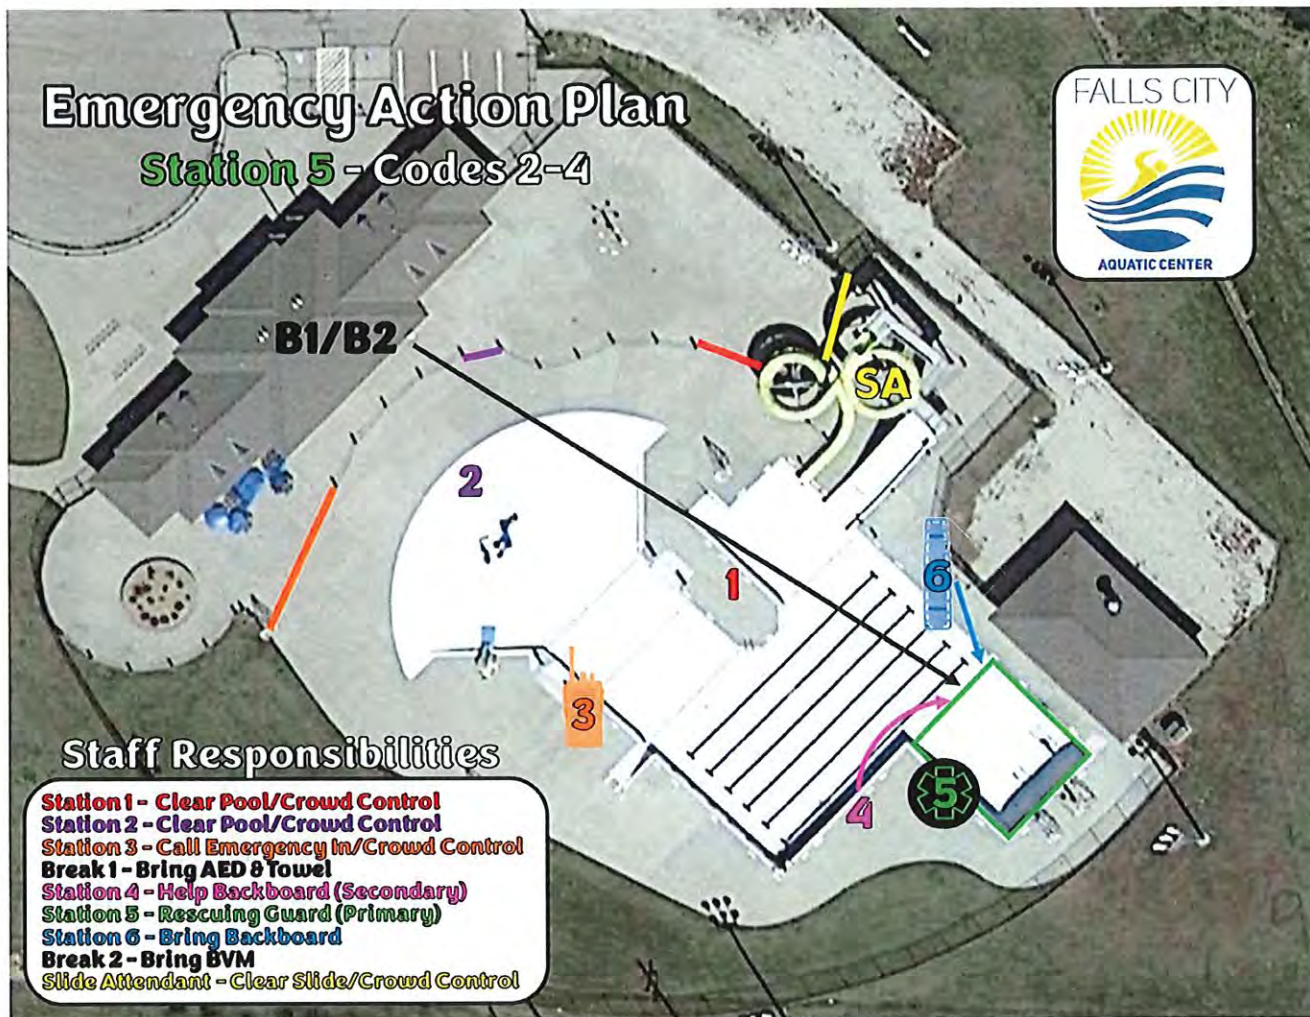 Emergency Action Plan
Station 5 - Codes 2-4
FALLS CITY
AQUATIC CENTER
B1/B2
SA
2
1
6
3
4
5
Staff Responsibilities
Station 1 - Clear Pool/Crowd Control
Station 2 - Clear Pool/Crowd Control
Station 3 - Call Emergency In/Crowd Control
Break 1 - Bring AED & Towel
Station 4 - Help Backboard (Secondary)
Station 5 - Rescuing Guard (Primary)
Station 6 - Bring Backboard
Break 2 - Bring BVM
Slide Attendant - Clear Slide/Crowd Control